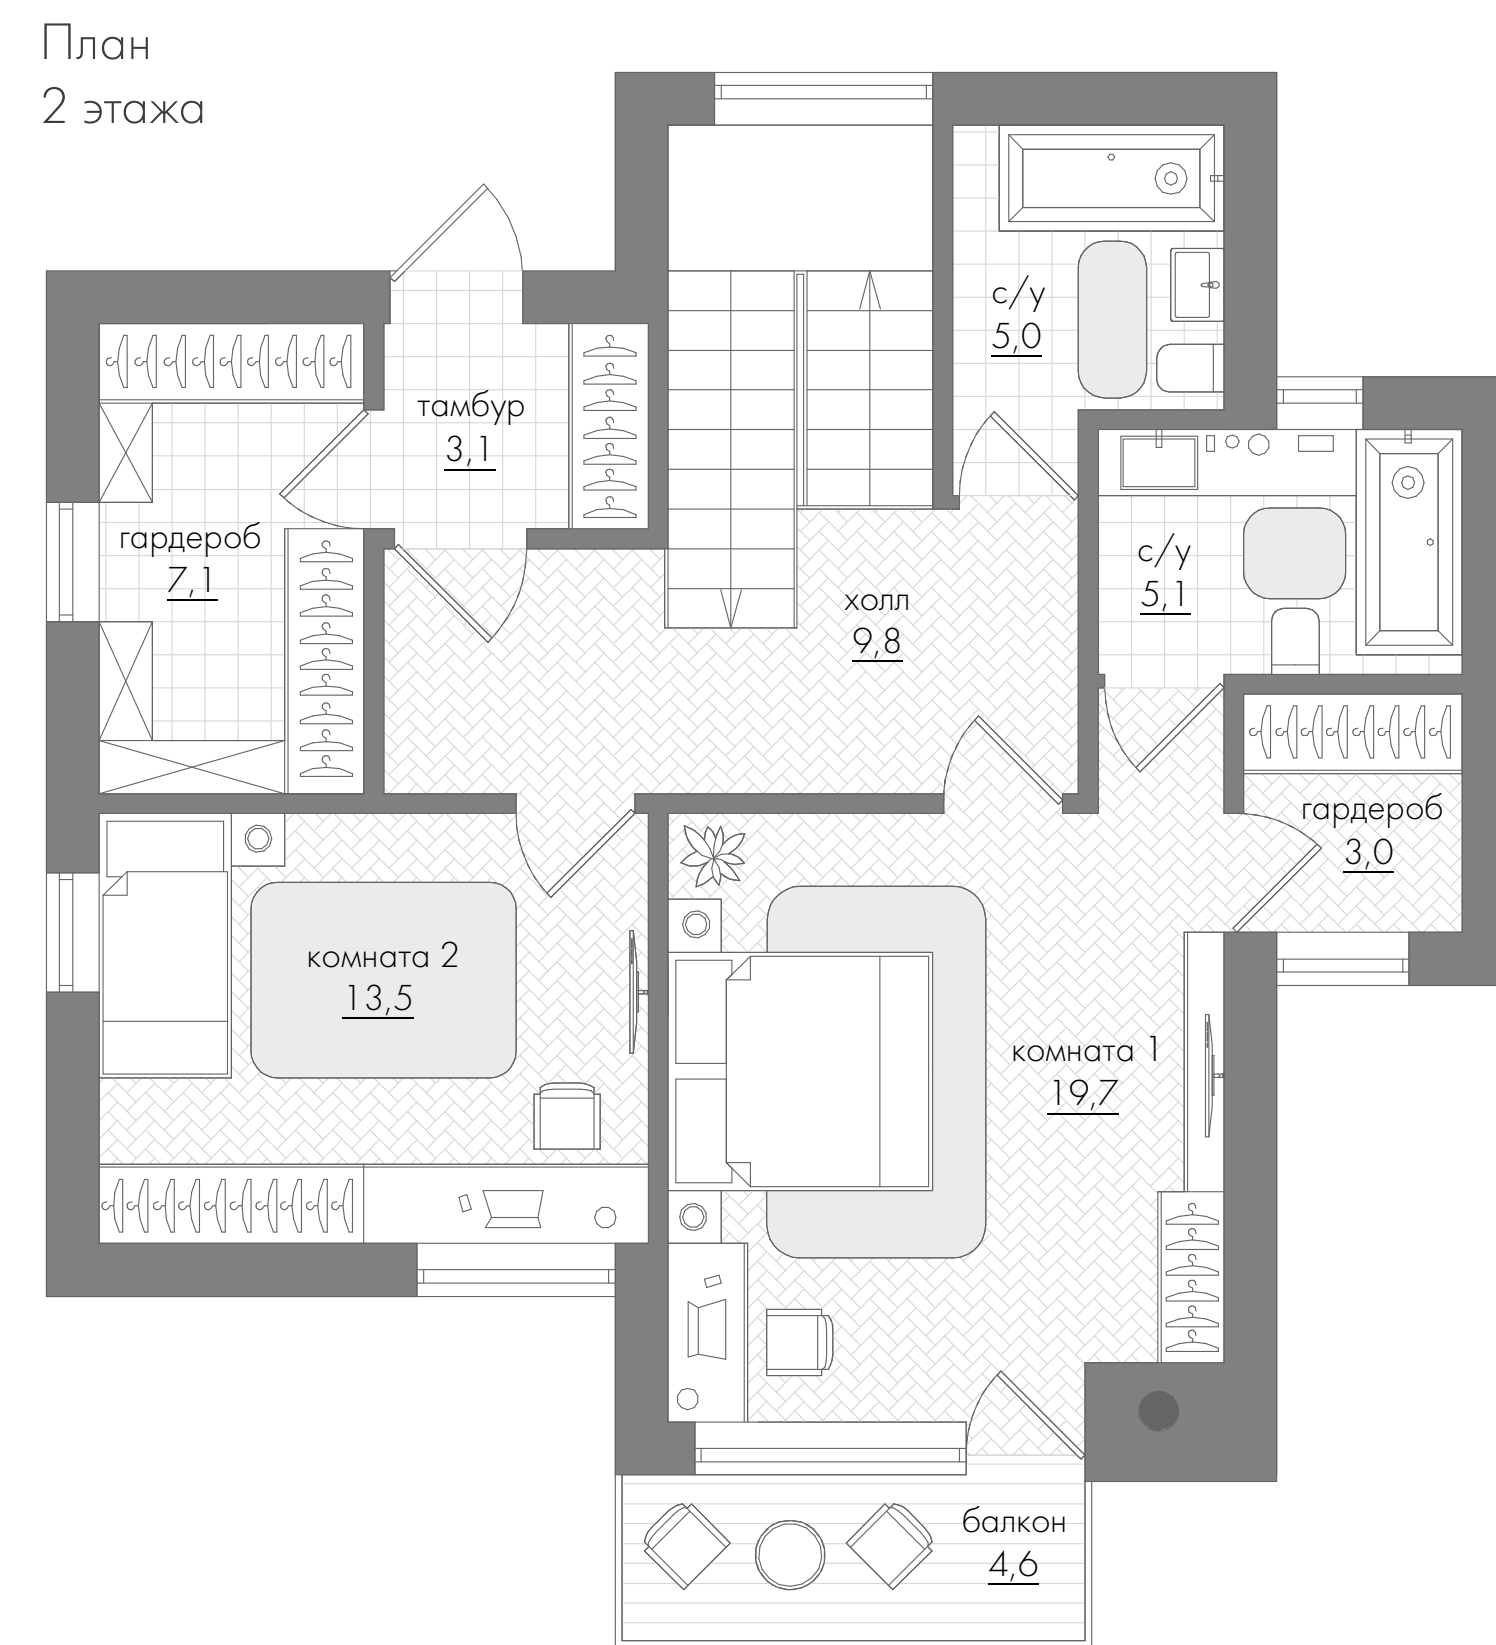 План
2 этажа
с/у
5,0
тамбур
3,1
гардероб
7,1
с/у
5,1
холл
9,8
гардероб
3,0
комната 2
13,5
комната 1
19,7
балкон
4,6